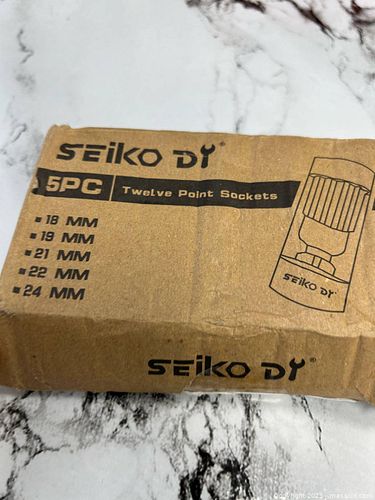 SEIKO DY®
5PC | Twelve Point Sockets
▪18 MM
▪19 MM
▪21 MM
▪22 MM
▪24 MM
SEIKO DY®
SEIKO DY®